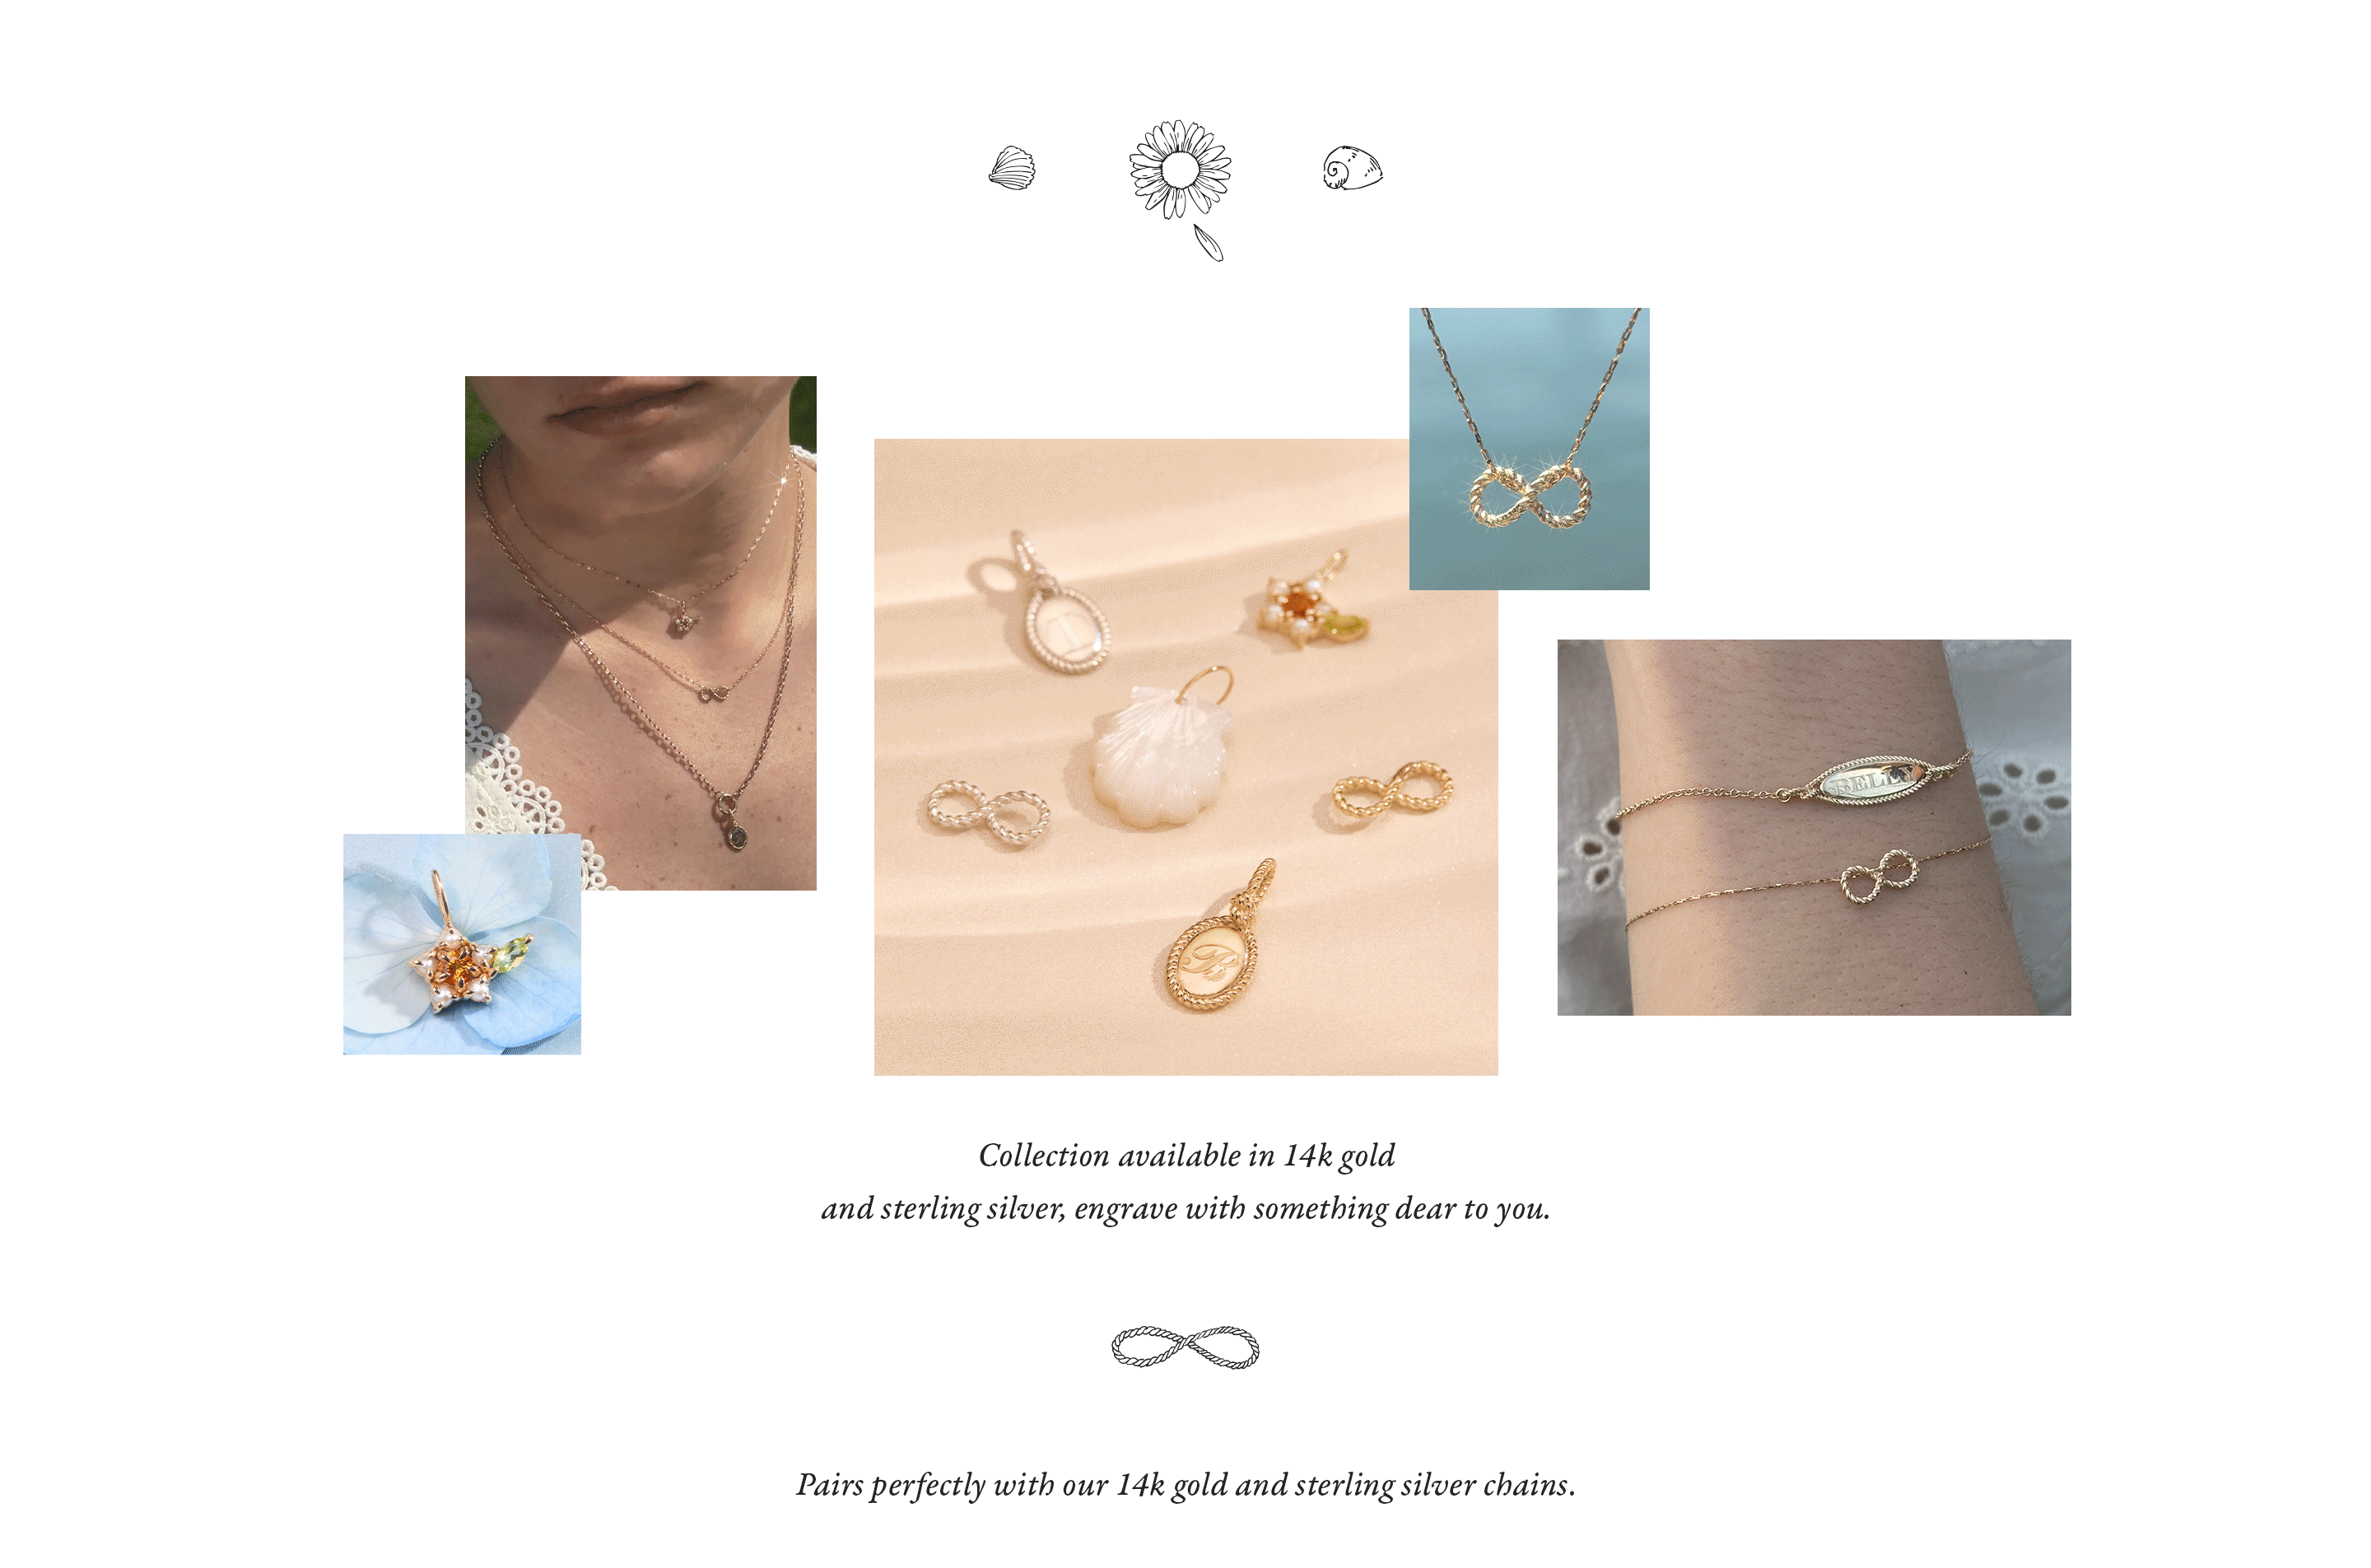 I
R
BELLY
Collection available in 14k gold
and sterling silver, engrave with something dear to you.
Pairs perfectly with our 14k gold and sterling silver chains.